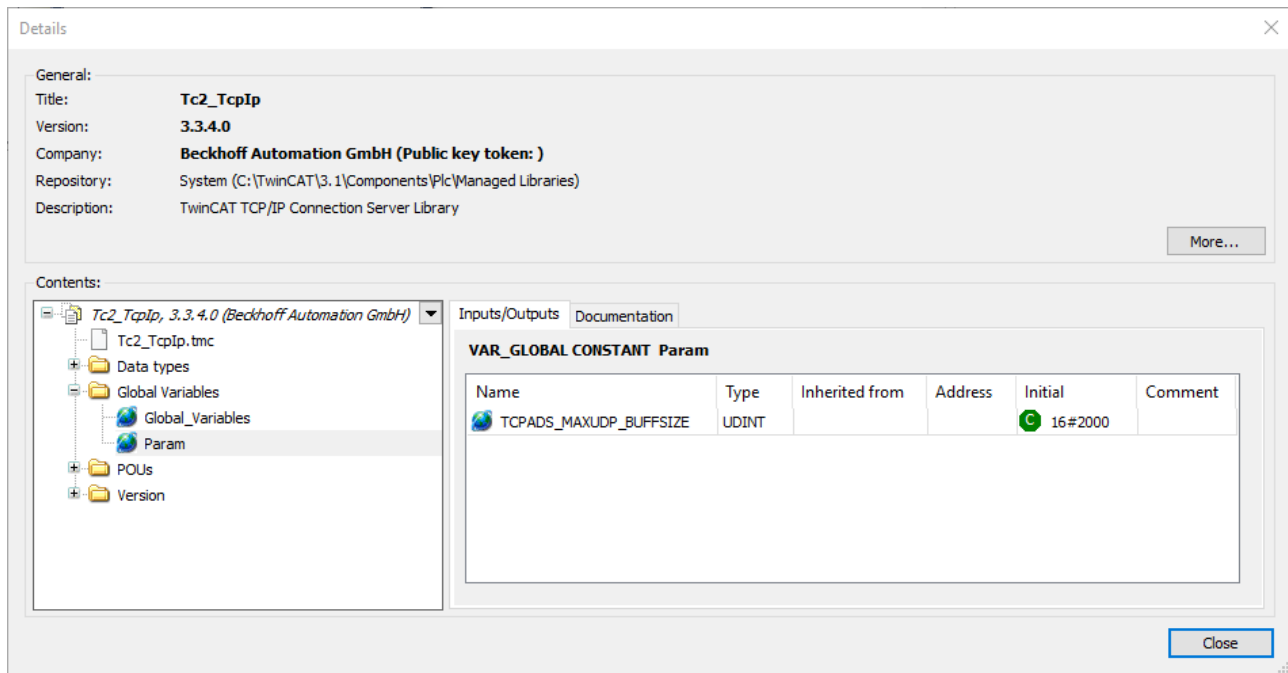 Details
General:
Title: Tc2_TcpIp
Version: 3.3.4.0
Company: Beckhoff Automation GmbH (Public key token: )
Repository: System (C:\TwinCAT\3.1\Components\Plc\Managed Libraries)
Description: TwinCAT TCP/IP Connection Server Library
More...
Contents:
Tc2_TcpIp, 3.3.4.0 (Beckhoff Automation GmbH)
Tc2_TcpIp.tmc
Data types
Global Variables
Global_Variables
Param
POUs
Version
Inputs/Outputs Documentation
VAR_GLOBAL CONSTANT Param
Name Type Inherited from Address Initial Comment
TCPADS_MAXUDP_BUFFSIZE UDINT C 16#2000
Close